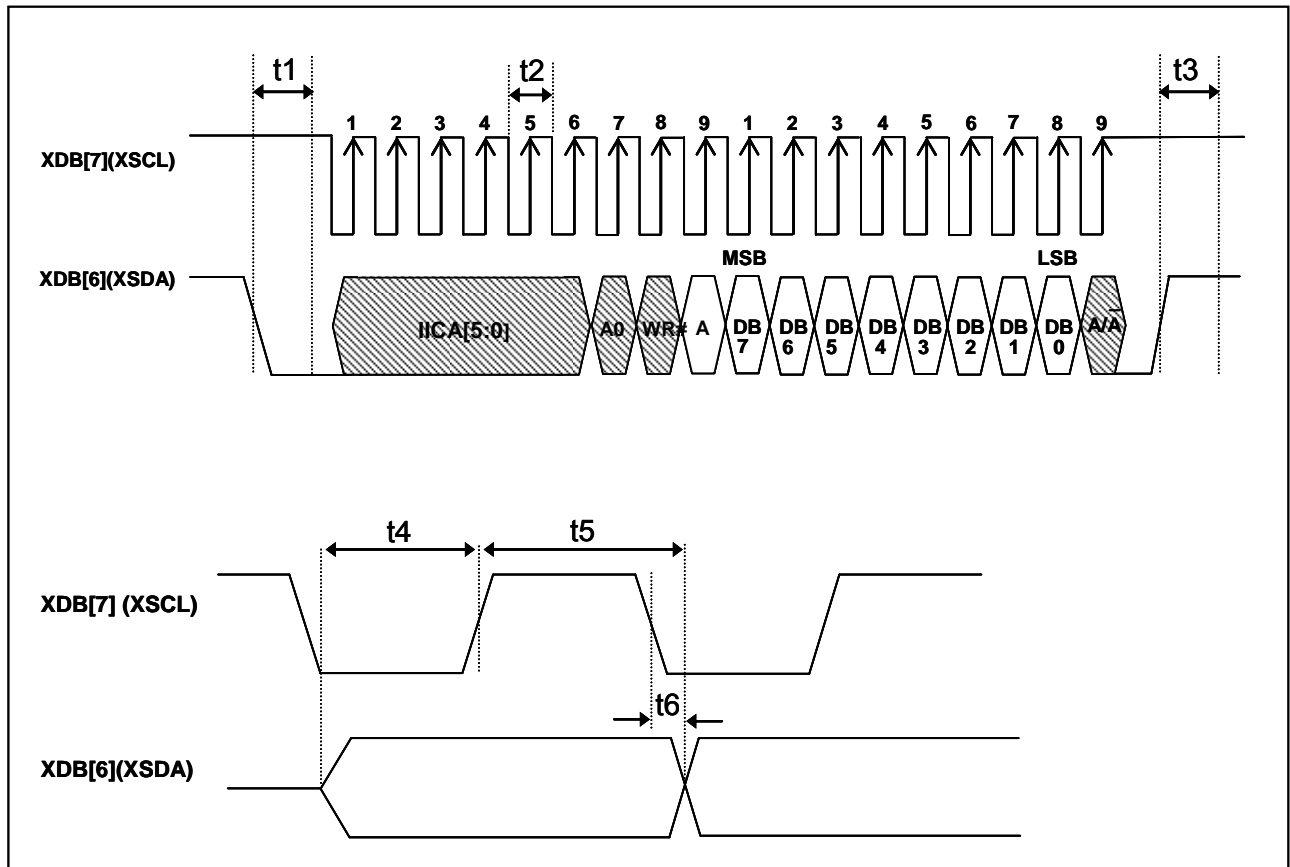 t1
t2
t3
1 2 3 4 5 6 7 8 9 1 2 3 4 5 6 7 8 9
XDB[7](XSCL)
MSB
LSB
XDB[6](XSDA)
IICA[5:0]
A0
WR#
A
DB
7
DB
6
DB
5
DB
4
DB
3
DB
2
DB
1
DB
0
A/A̅
t4
t5
XDB[7] (XSCL)
t6
XDB[6](XSDA)